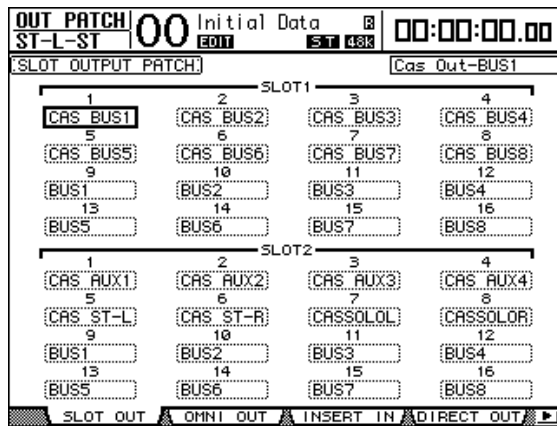 OUT PATCH 00 Initial Data R 00:00:00.00
ST-L-ST EDIT ST 48K
SLOT OUTPUT PATCH Cas Out-BUS1
SLOT1
1 2 3 4
CAS BUS1 CAS BUS2 CAS BUS3 CAS BUS4
5 6 7 8
CAS BUS5 CAS BUS6 CAS BUS7 CAS BUS8
9 10 11 12
BUS1 BUS2 BUS3 BUS4
13 14 15 16
BUS5 BUS6 BUS7 BUS8
SLOT2
1 2 3 4
CAS AUX1 CAS AUX2 CAS AUX3 CAS AUX4
5 6 7 8
CAS ST-L CAS ST-R CASSOLOL CASSOLOR
9 10 11 12
BUS1 BUS2 BUS3 BUS4
13 14 15 16
BUS5 BUS6 BUS7 BUS8
SLOT OUT OMNI OUT INSERT IN DIRECT OUT